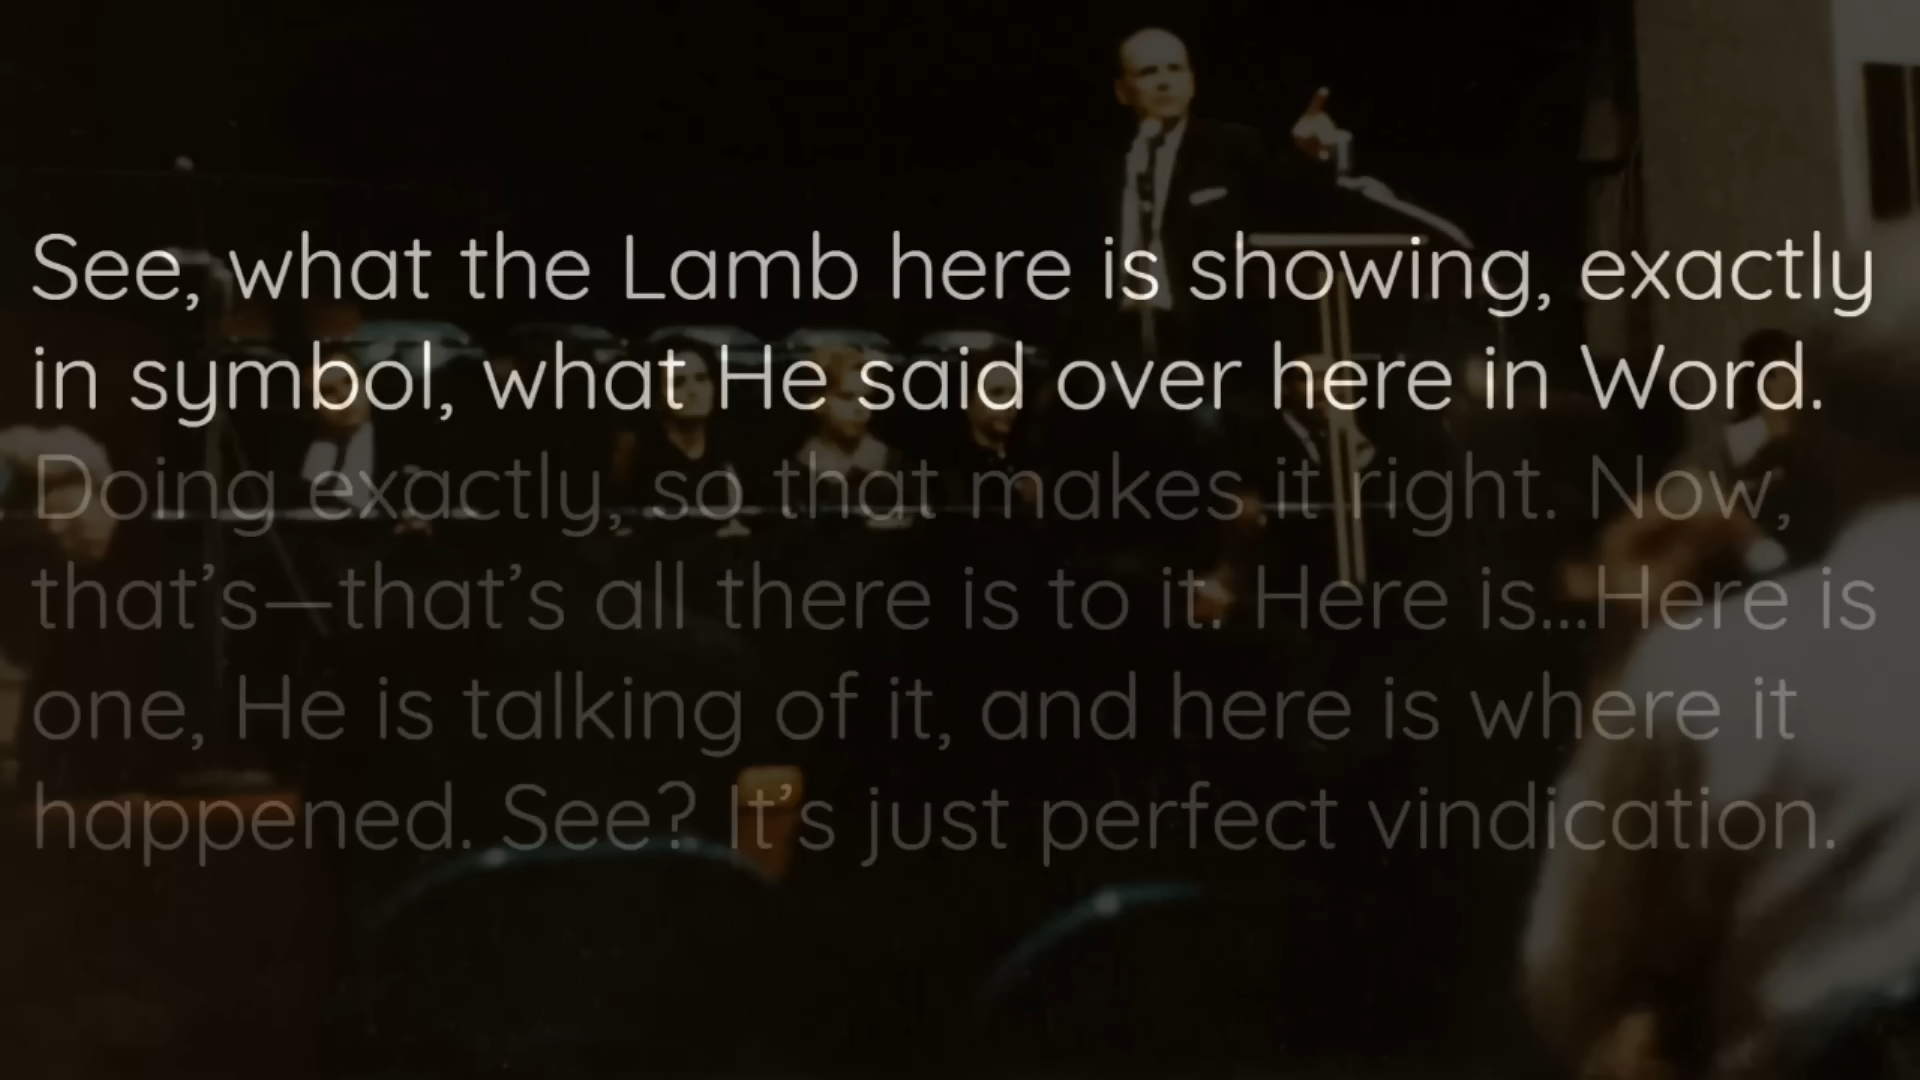 See, what the Lamb here is showing, exactly
in symbol, what He said over here in Word.
Doing exactly, so that makes it right. Now,
that’s—that’s all there is to it. Here is...Here is
one, He is talking of it, and here is where it
happened. See? It’s just perfect vindication.